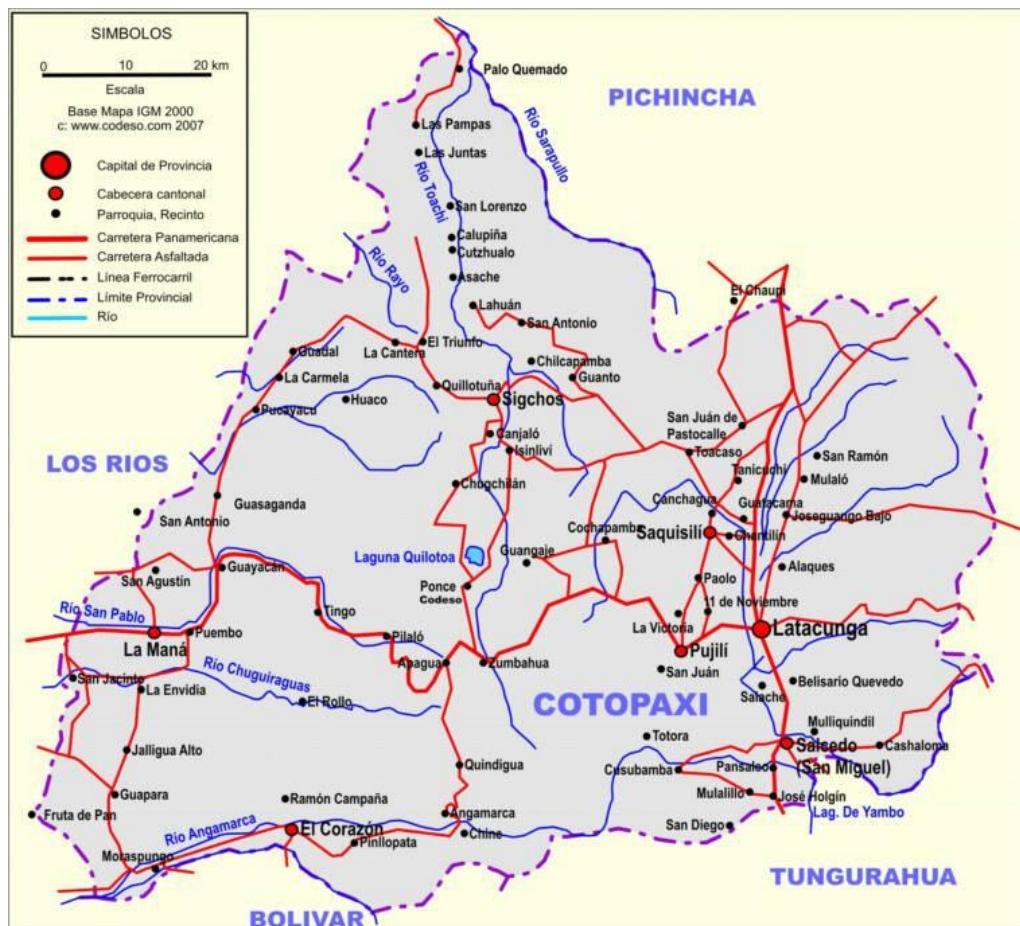 SIMBOLOS
0 10 20 km
Escala
Base Mapa IGM 2000
c: www.codeso.com 2007
Capital de Provincia
Cabecera cantonal
Parroquia, Recinto
Carretera Panamericana
Carretera Asfaltada
Línea Ferrocarril
Límite Provincial
Río
Palo Quemado
PICHINCHA
Las Pampas
Río Sarapullo
Las Juntas
Río Toachi
San Lorenzo
Calupiña
Cutzhualo
Río Rayo
Asache
El Chaupi
Lahuán
San Antonio
Guadal
La Cantera
El Triunfo
Chilcapamba
La Carmela
Quillotuña
Guanto
Huaco
Sigchos
Pucayacu
San Juán de
Pastocalle
Canjaló
Isinliví
Toacaso
San Ramón
LOS RIOS
Tanicuchi
Mulaló
Chugchilán
Guasaganda
Canchagua
Guatacama
Joseguango Bajo
San Antonio
Cochapamba
Saquisilí
Chantilín
Laguna Quilotoa
Guangaje
Guayacán
Alaques
San Agustín
Ponce
Codeso
Paolo
Río San Pablo
Tingo
11 de Noviembre
La Victoria
Latacunga
Puembo
Pilaló
La Maná
Pujilí
Apagua
Zumbahua
San Juán
San Jacinto
Río Chuguiraguas
La Envidia
Belisario Quevedo
Salache
El Rollo
COTOPAXI
Mulliquindil
Totora
Jalligua Alto
Salcedo
(San Miguel)
Cashaloma
Quindigua
Cusubamba
Pansaleo
Guapara
Ramón Campaña
Mulalillo
José Holgín
Fruta de Pan
Angamarca
Lag. De Yambo
Río Angamarca
El Corazón
Chine
San Diego
Pinllopata
Moraspungo
TUNGURAHUA
BOLIVAR